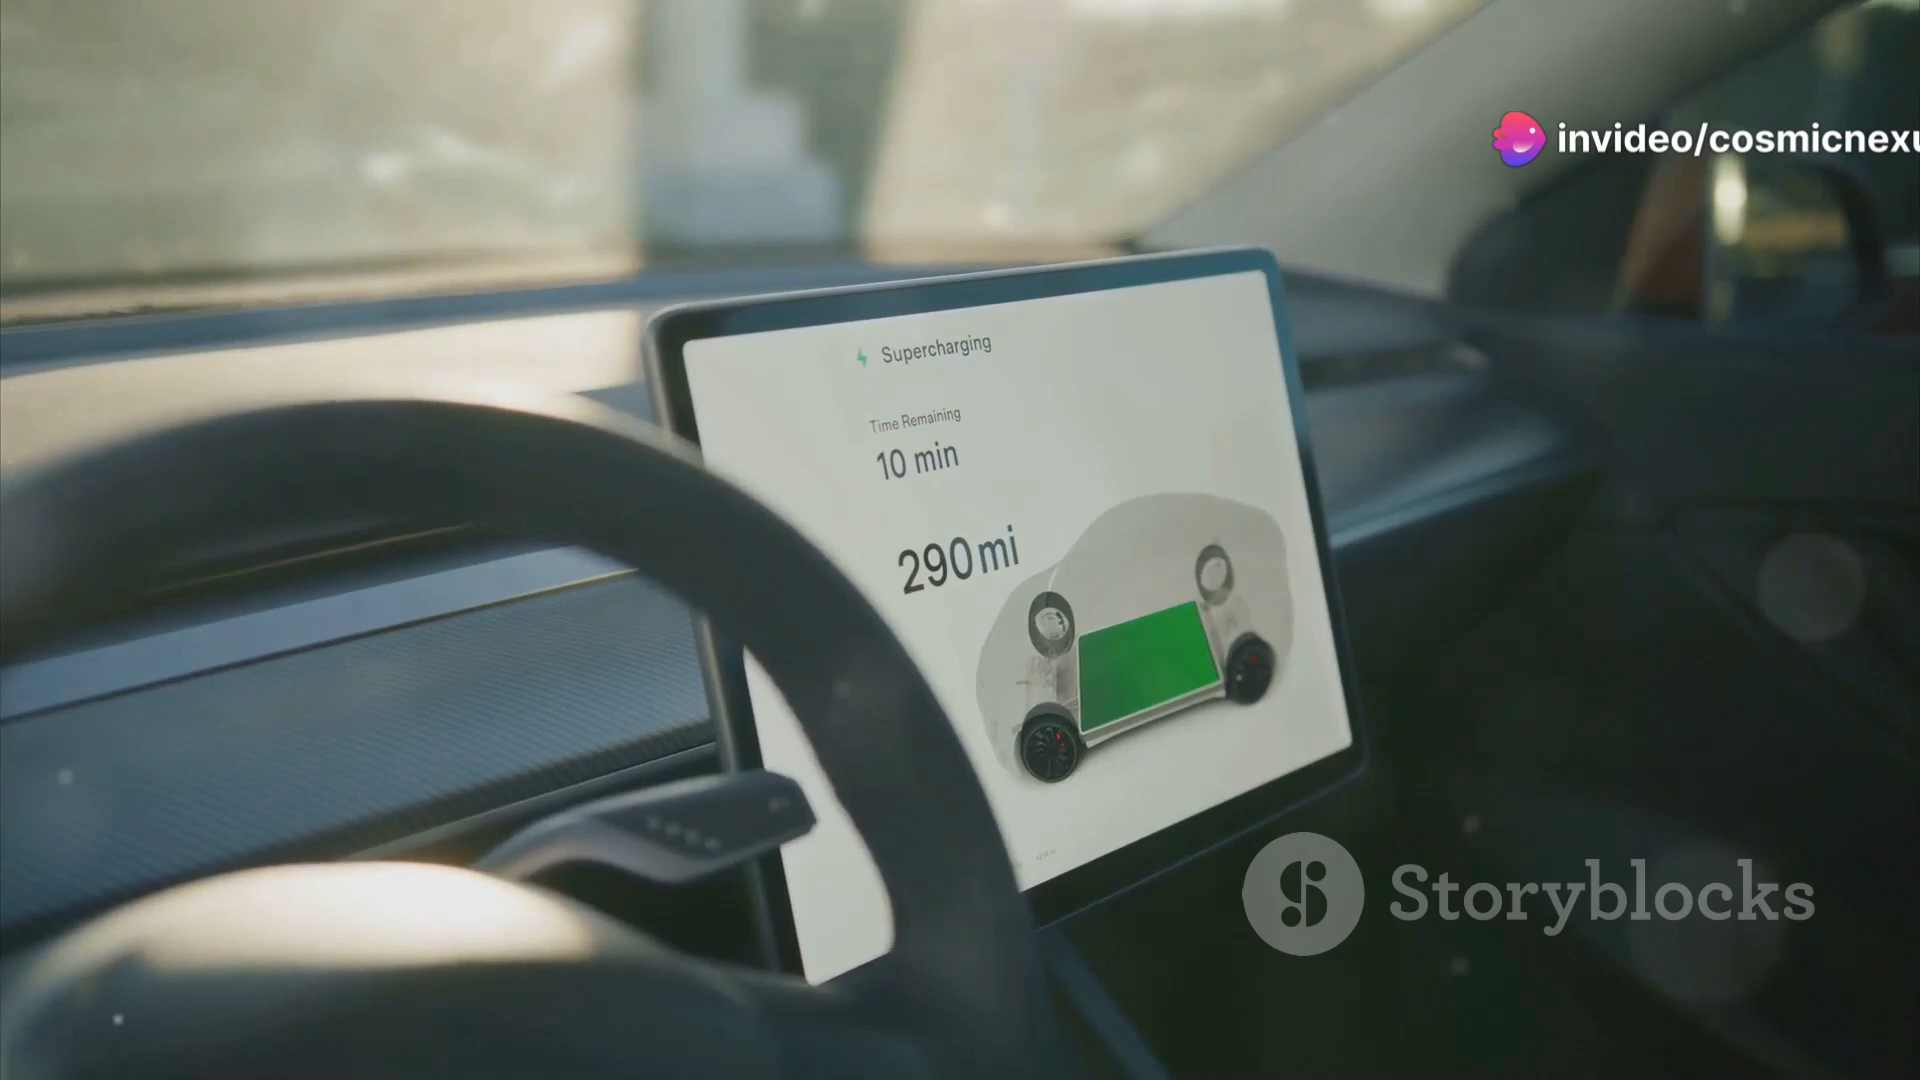 invideo/cosmicnexu
Supercharging
Time Remaining
10 min
290 mi
Storyblocks